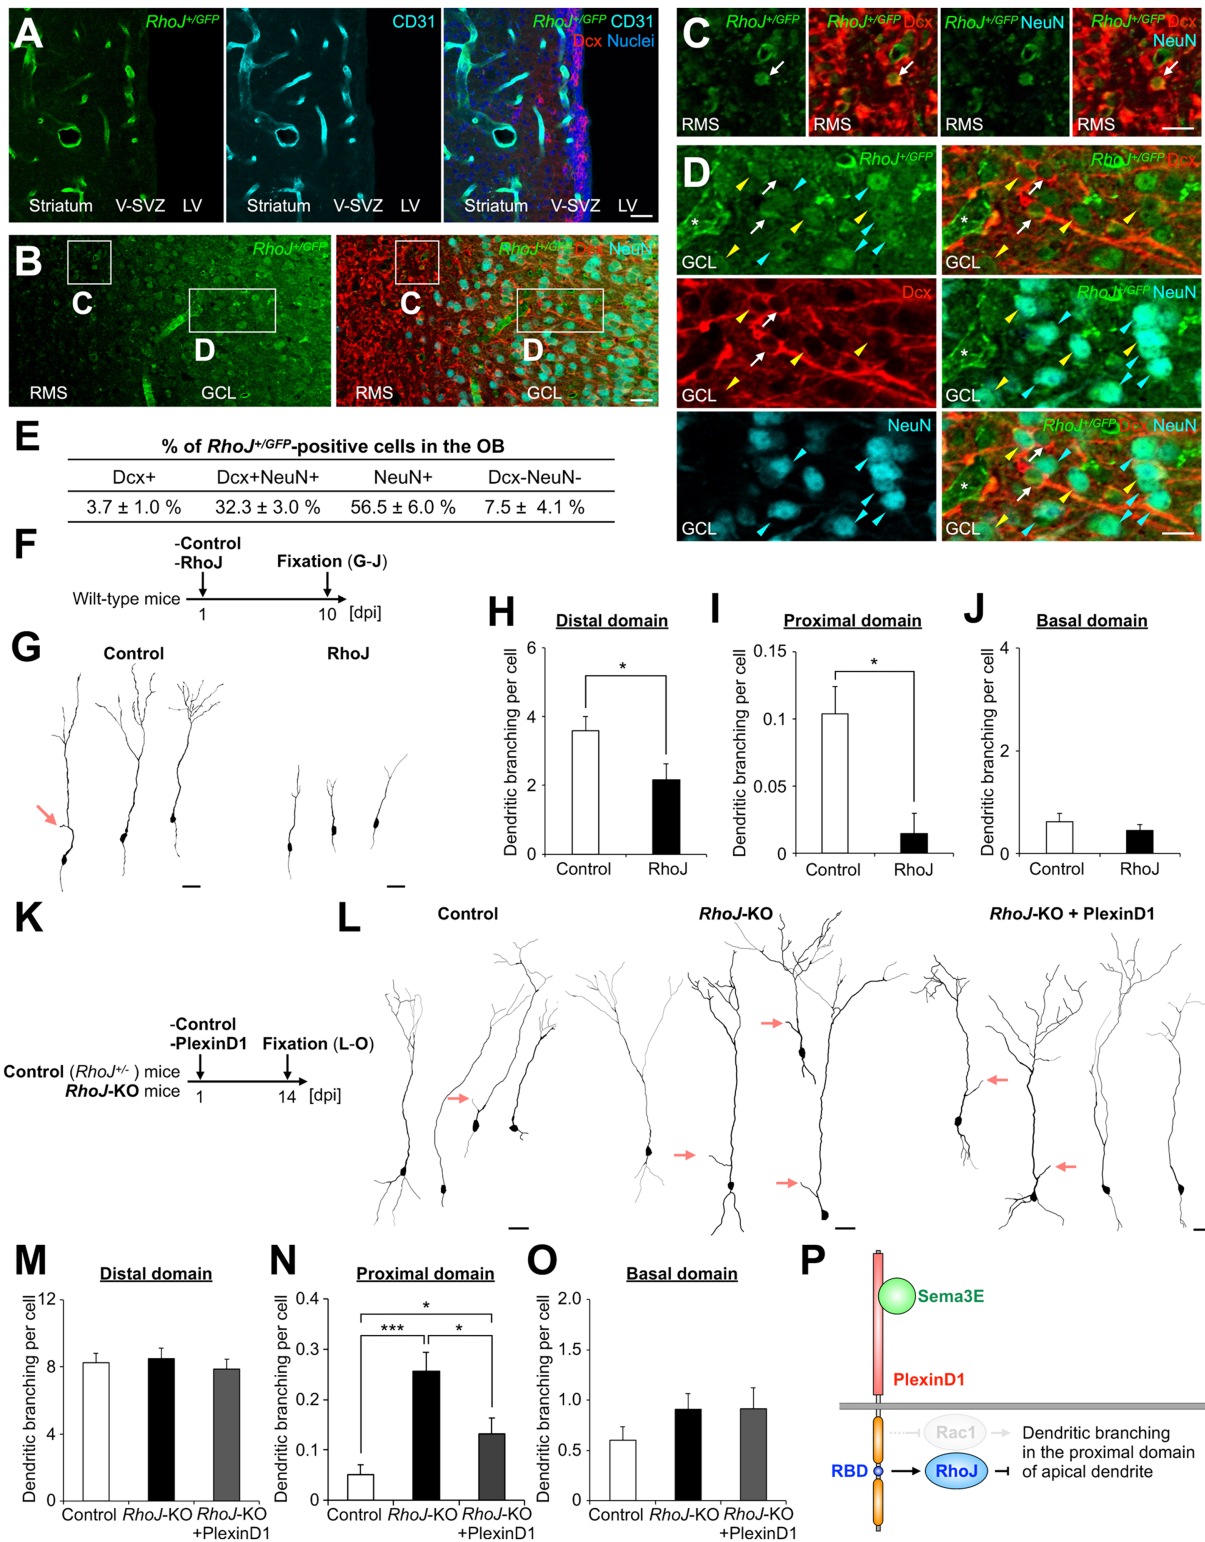 A
RhoJ+/GFP
CD31
RhoJ+/GFP CD31
Dcx Nuclei
Striatum V-SVZ LV
Striatum V-SVZ LV
Striatum V-SVZ LV
B
RhoJ+/GFP
RhoJ+/GFP Dcx NeuN
C
C
D
D
RMS
GCL
RMS
GCL
C
RhoJ+/GFP
RhoJ+/GFP Dcx
RhoJ+/GFP NeuN
RhoJ+/GFP Dcx
NeuN
RMS
RMS
RMS
RMS
D
RhoJ+/GFP
RhoJ+/GFP Dcx
*
*
GCL
GCL
Dcx
RhoJ+/GFP NeuN
*
GCL
GCL
NeuN
RhoJ+/GFP Dcx NeuN
*
GCL
GCL
E
% of RhoJ+/GFP-positive cells in the OB
Dcx+ Dcx+NeuN+ NeuN+ Dcx-NeuN-
3.7 ± 1.0 % 32.3 ± 3.0 % 56.5 ± 6.0 % 7.5 ± 4.1 %
F
-Control
-RhoJ
Fixation (G-J)
Wilt-type mice
1 10 [dpi]
G
Control
RhoJ
H
Distal domain
Dendritic branching per cell
6
4
2
0
*
Control RhoJ
I
Proximal domain
Dendritic branching per cell
0.15
0.1
0.05
0
*
Control RhoJ
J
Basal domain
Dendritic branching per cell
4
2
0
Control RhoJ
K
-Control
-PlexinD1
Fixation (L-O)
Control (RhoJ+/- ) mice
RhoJ-KO mice
1 14 [dpi]
L
Control
RhoJ-KO
RhoJ-KO + PlexinD1
M
Distal domain
Dendritic branching per cell
12
8
4
0
Control RhoJ-KO RhoJ-KO
+PlexinD1
N
Proximal domain
Dendritic branching per cell
0.4
0.3
0.2
0.1
0
*
***
*
Control RhoJ-KO RhoJ-KO
+PlexinD1
O
Basal domain
Dendritic branching per cell
2.0
1.5
1.0
0.5
0
Control RhoJ-KO RhoJ-KO
+PlexinD1
P
Sema3E
PlexinD1
Rac1
RBD
RhoJ
Dendritic branching
in the proximal domain
of apical dendrite